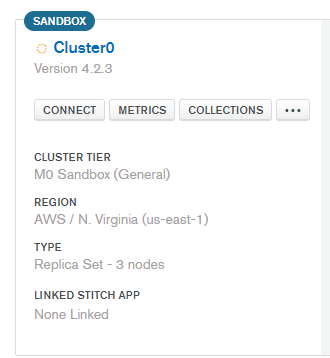 SANDBOX
Cluster0
Version 4.2.3
CONNECT METRICS COLLECTIONS ...
CLUSTER TIER
M0 Sandbox (General)
REGION
AWS / N. Virginia (us-east-1)
TYPE
Replica Set - 3 nodes
LINKED STITCH APP
None Linked